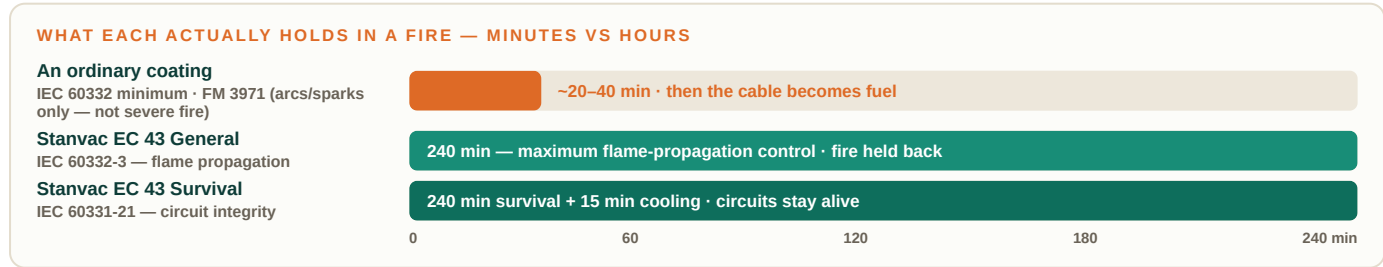 WHAT EACH ACTUALLY HOLDS IN A FIRE — MINUTES VS HOURS
An ordinary coating
IEC 60332 minimum · FM 3971 (arcs/sparks
only — not severe fire)
~20–40 min · then the cable becomes fuel
Stanvac EC 43 General
IEC 60332-3 — flame propagation
240 min — maximum flame-propagation control · fire held back
Stanvac EC 43 Survival
IEC 60331-21 — circuit integrity
240 min survival + 15 min cooling · circuits stay alive
0 60 120 180 240 min